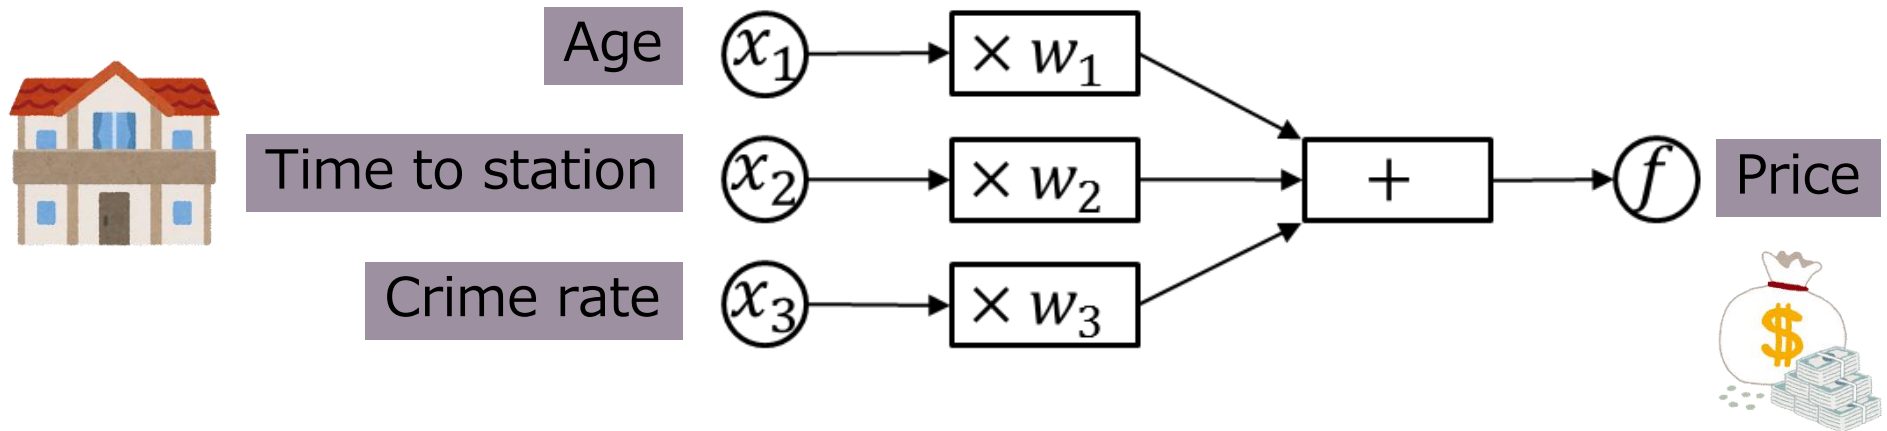 Age x₁ × w₁
Time to station x₂ × w₂ + f Price
Crime rate x₃ × w₃
$